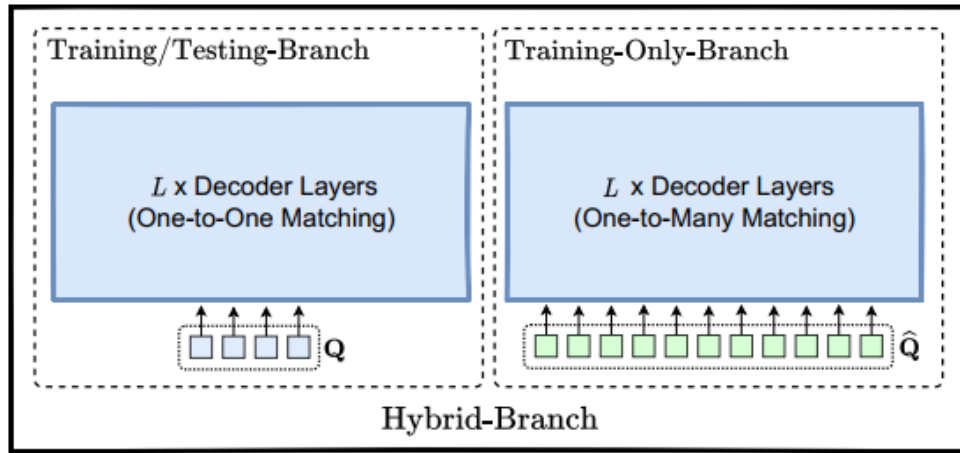 Training/Testing-Branch
L x Decoder Layers
(One-to-One Matching)
Q
Training-Only-Branch
L x Decoder Layers
(One-to-Many Matching)
Q̂
Hybrid-Branch